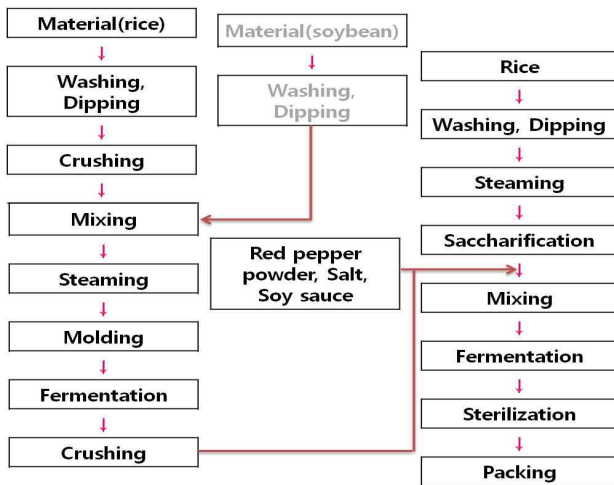 Material(rice)
Washing,
Dipping
Crushing
Mixing
Steaming
Molding
Fermentation
Crushing
Material(soybean)
Washing,
Dipping
Red pepper
powder, Salt,
Soy sauce
Rice
Washing, Dipping
Steaming
Saccharification
Mixing
Fermentation
Sterilization
Packing